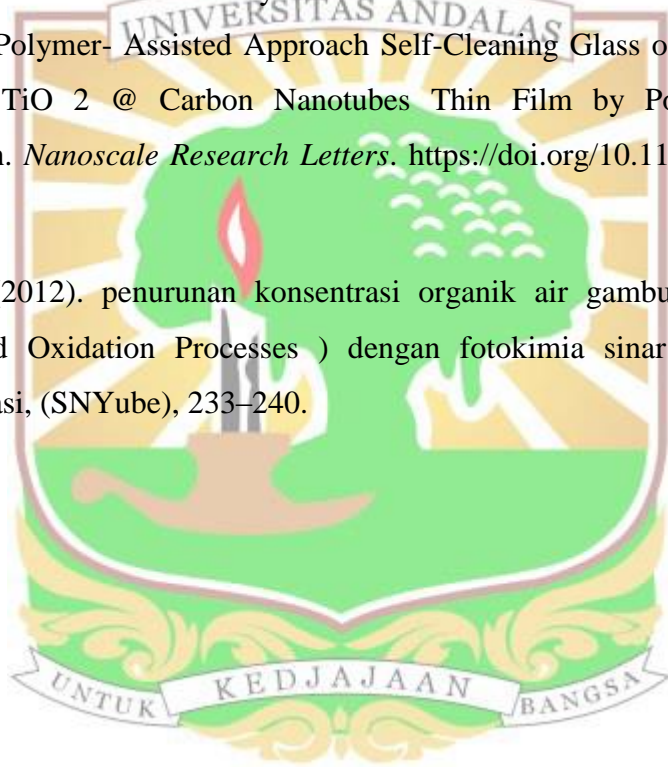 UNIVERSITAS ANDALAS
Polymer- Assisted Approach Self-Cleaning Glass o
TiO 2 @ Carbon Nanotubes Thin Film by Po
n. Nanoscale Research Letters. https://doi.org/10.11
2012). penurunan konsentrasi organik air gambu
d Oxidation Processes ) dengan fotokimia sinar
asi, (SNYube), 233–240.
UNTUK KEDJAJAAN BANGSA